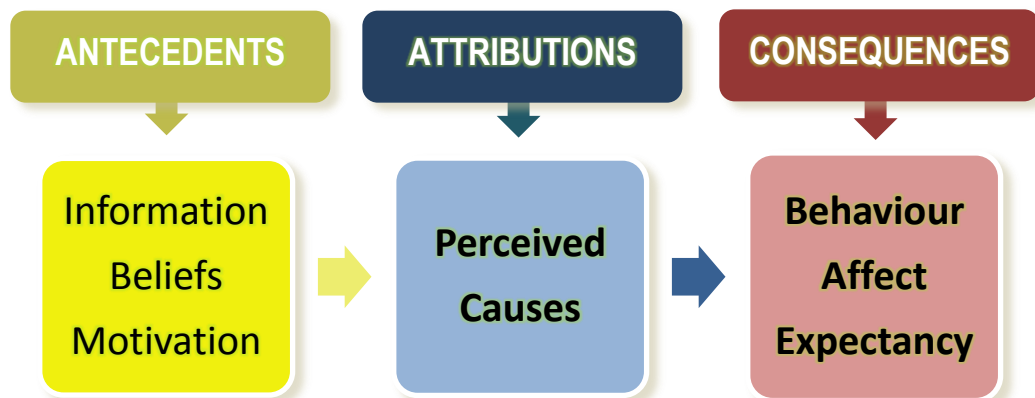 ANTECEDENTS
ATTRIBUTIONS
CONSEQUENCES
Information
Beliefs
Motivation
Perceived
Causes
Behaviour
Affect
Expectancy